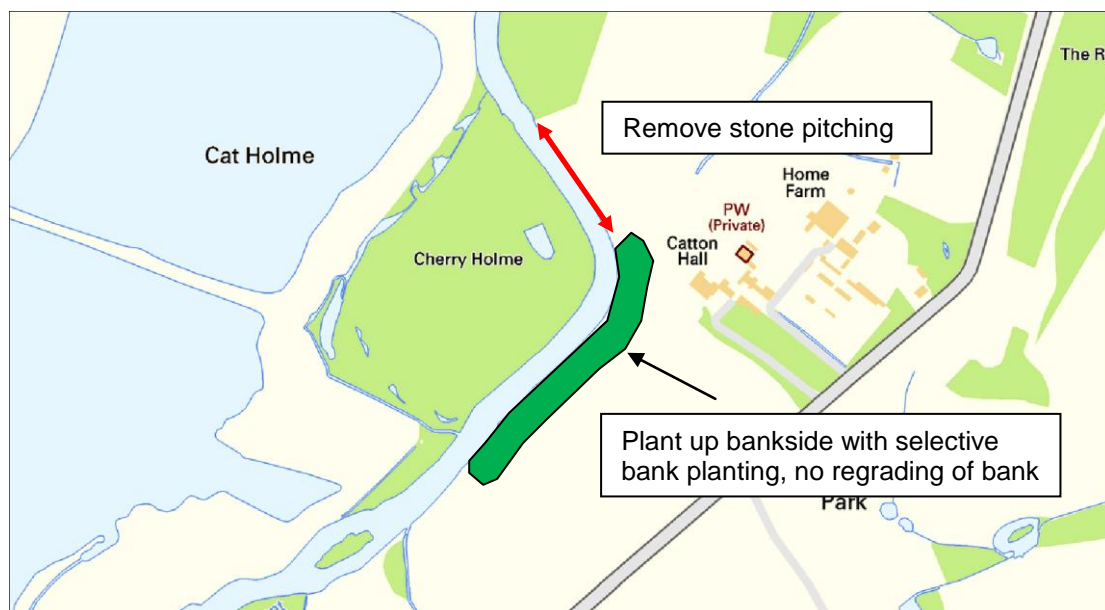 The R
Remove stone pitching
Cat Holme
Home
Farm
PW
(Private)
Catton
Hall
Cherry Holme
Plant up bankside with selective
bank planting, no regrading of bank
Park